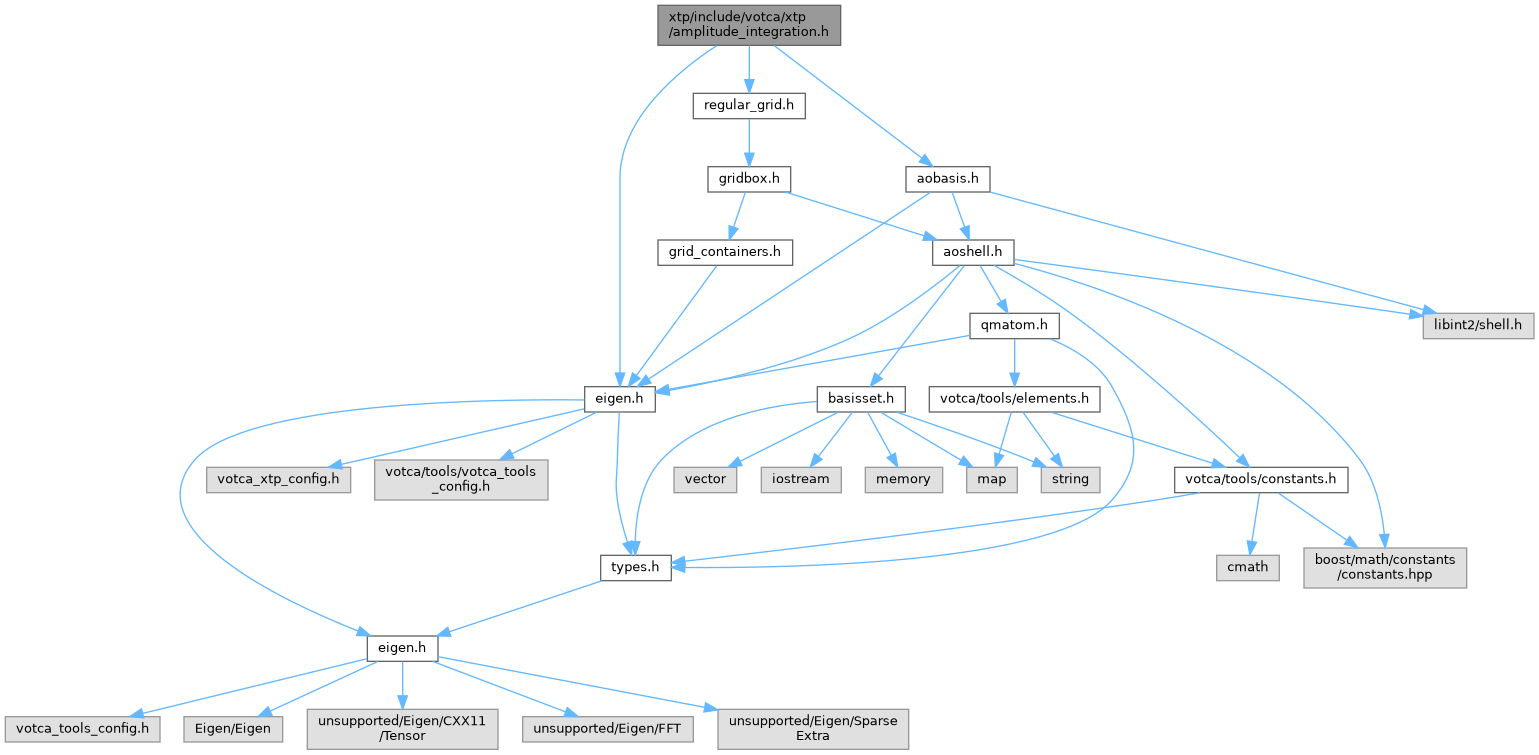 xtp/include/votca/xtp
/amplitude_integration.h
regular_grid.h
gridbox.h
aobasis.h
grid_containers.h
aoshell.h
qmatom.h
libint2/shell.h
eigen.h
basisset.h
votca/tools/elements.h
votca_xtp_config.h
votca/tools/votca_tools
_config.h
vector
iostream
memory
map
string
votca/tools/constants.h
types.h
cmath
boost/math/constants
/constants.hpp
eigen.h
votca_tools_config.h
Eigen/Eigen
unsupported/Eigen/CXX11
/Tensor
unsupported/Eigen/FFT
unsupported/Eigen/Sparse
Extra